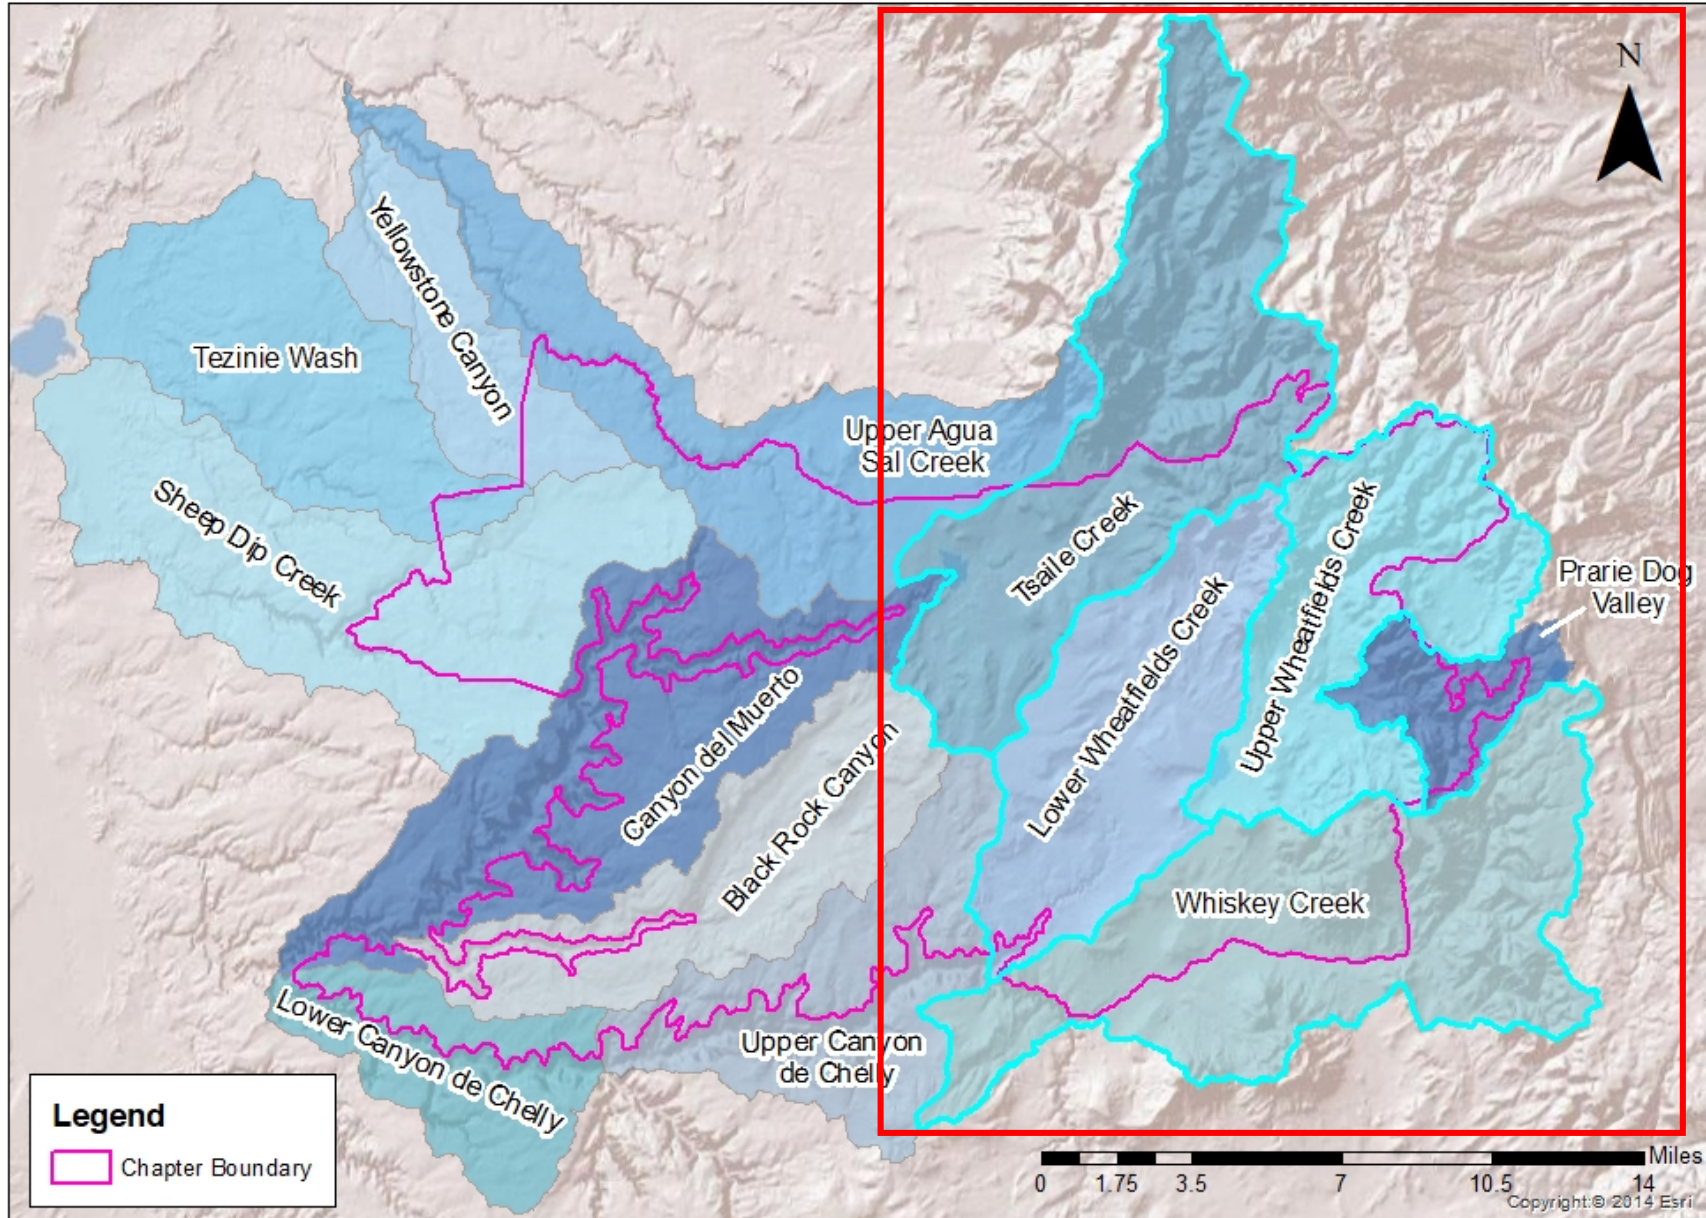 N
Yellowstone Canyon
Tezinie Wash
Upper Agua
Sal Creek
Sheep Dip Creek
Tsaile Creek
Upper Wheatfields Creek
Prarie Dog
Valley
Lower Wheatfields Creek
Canyon del Muerto
Black Rock Canyon
Whiskey Creek
Lower Canyon de Chelly
Upper Canyon
de Chelly
Legend
Chapter Boundary
Miles
0 1.75 3.5 7 10.5 14
Copyright:© 2014 Esri